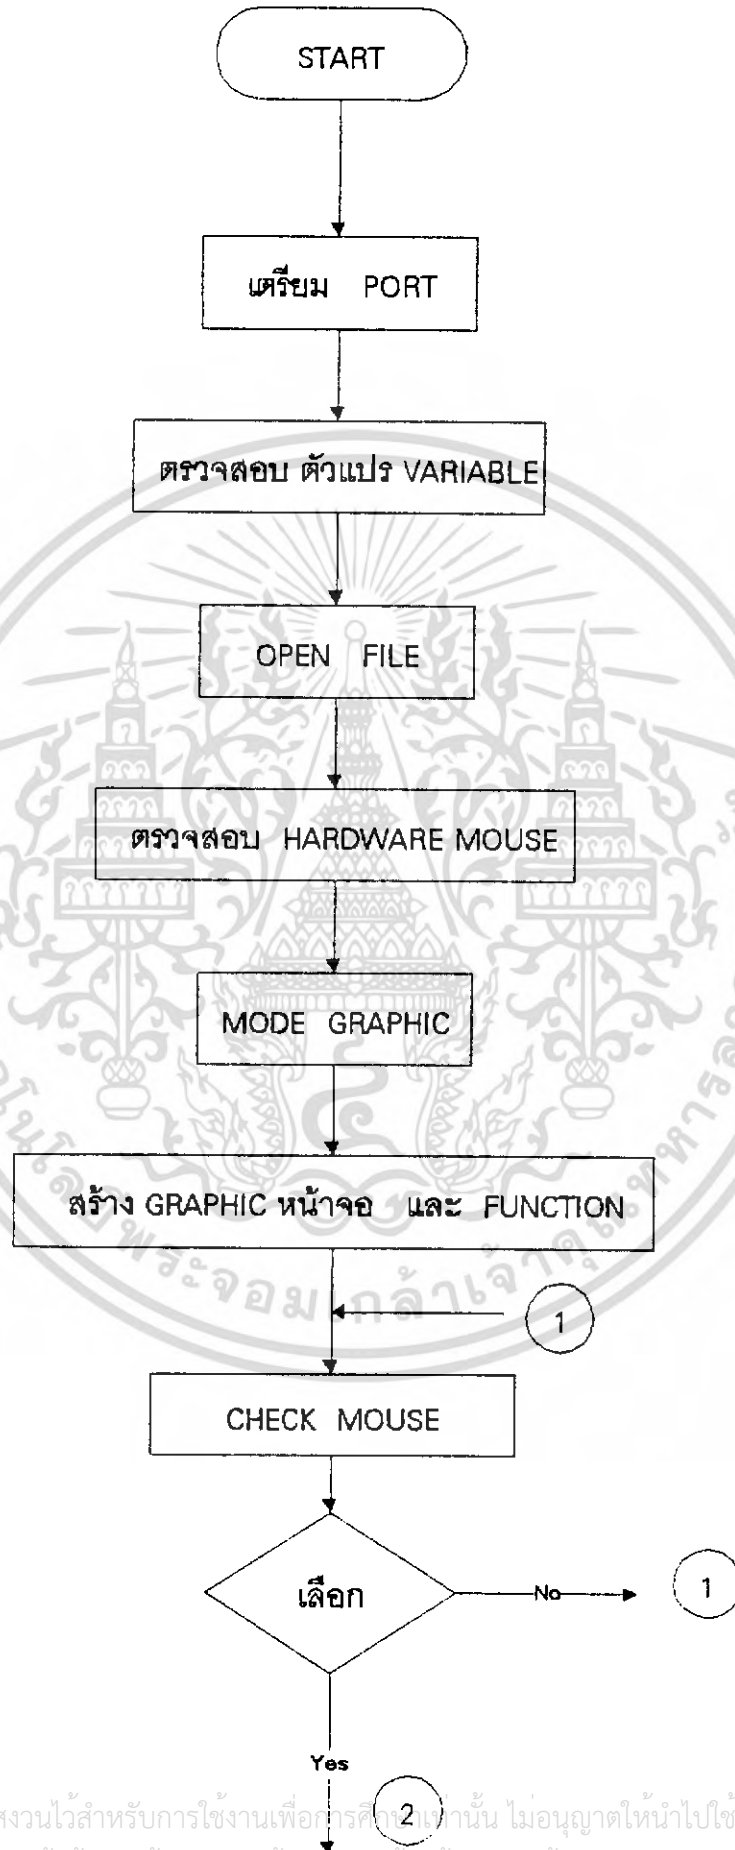 START
เตรียม PORT
ตรวจสอบ ตัวแปร VARIABLE
OPEN FILE
ตรวจสอบ HARDWARE MOUSE
MODE GRAPHIC
สร้าง GRAPHIC หน้าจอ และ FUNCTION
1
CHECK MOUSE
เลือก
No
1
Yes
2
สงวนไว้สำหรับการใช้งานเพื่อการศึกษาเท่านั้น ไม่อนุญาตให้นำไปใช้